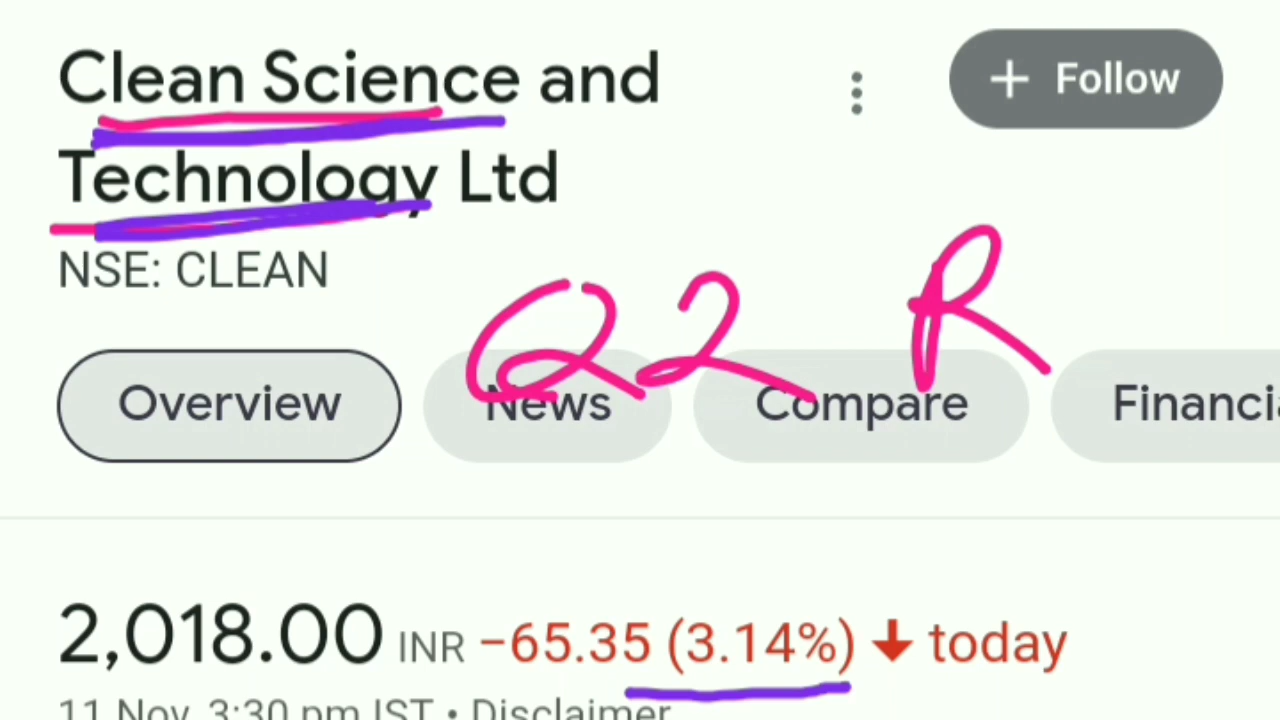 Clean Science and
+ Follow
Technology Ltd
NSE: CLEAN
Q2 R
Overview
News
Compare
Financi
2,018.00 INR −65.35 (3.14%) ↓ today
11 Nov, 3:30 pm IST • Disclaimer